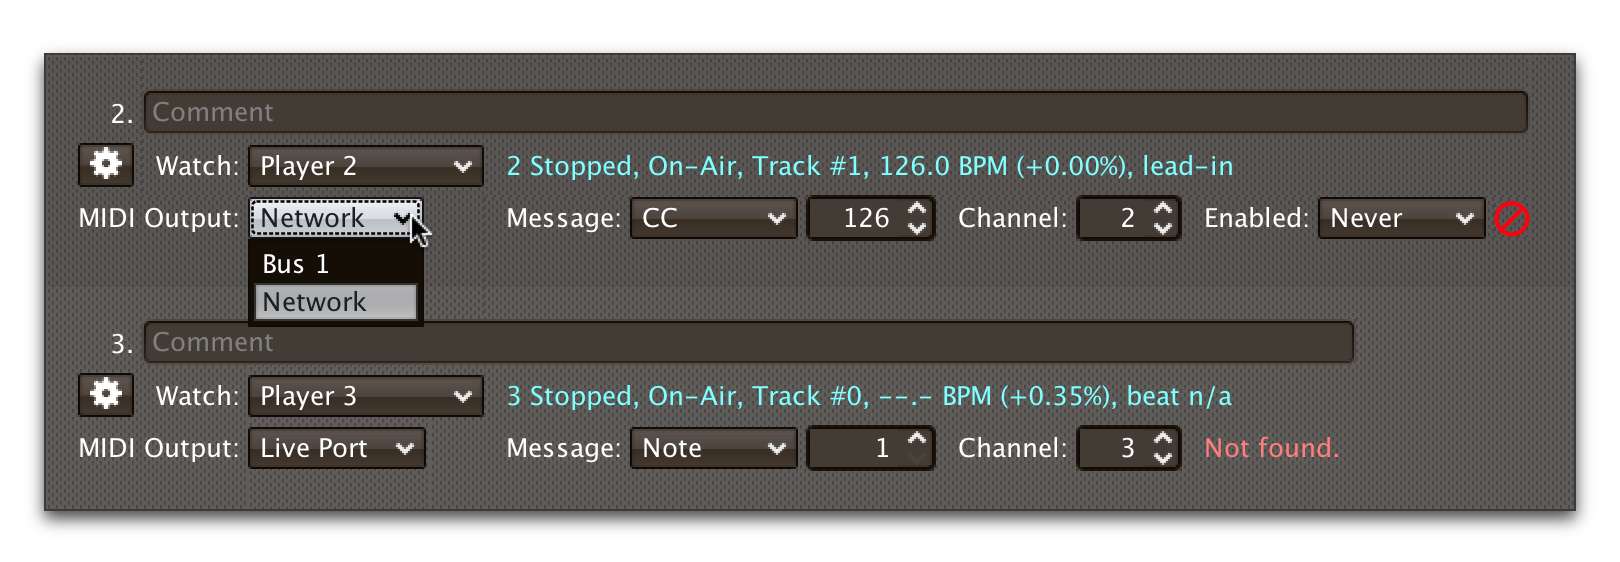 2. Comment
Watch: Player 2 2 Stopped, On-Air, Track #1, 126.0 BPM (+0.00%), lead-in
MIDI Output: Network Message: CC 126 Channel: 2 Enabled: Never
Bus 1
Network
3. Comment
Watch: Player 3 3 Stopped, On-Air, Track #0, --.- BPM (+0.35%), beat n/a
MIDI Output: Live Port Message: Note 1 Channel: 3 Not found.